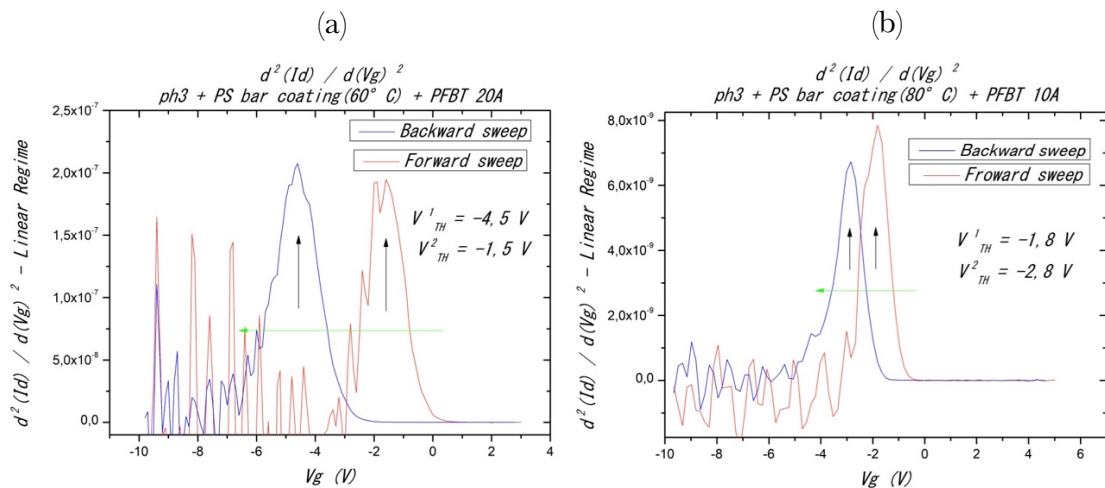 (a)
d²(Id) / d(Vg) ²
ph3 + PS bar coating(60° C) + PFBT 20A
d²(Id) / d(Vg) ² - Linear Regime
2,5x10⁻⁷
2,0x10⁻⁷
1,5x10⁻⁷
1,0x10⁻⁷
5,0x10⁻⁸
0,0
Backward sweep
Forward sweep
V¹TH = -4,5 V
V²TH = -1,5 V
-10 -8 -6 -4 -2 0 2 4
Vg (V)
(b)
d²(Id) / d(Vg) ²
ph3 + PS bar coating(80° C) + PFBT 10A
d²(Id) / d(Vg) ² - Linear Regime
8,0x10⁻⁹
6,0x10⁻⁹
4,0x10⁻⁹
2,0x10⁻⁹
0,0
Backward sweep
Froward sweep
V¹TH = -1,8 V
V²TH = -2,8 V
-10 -8 -6 -4 -2 0 2 4 6
Vg (V)